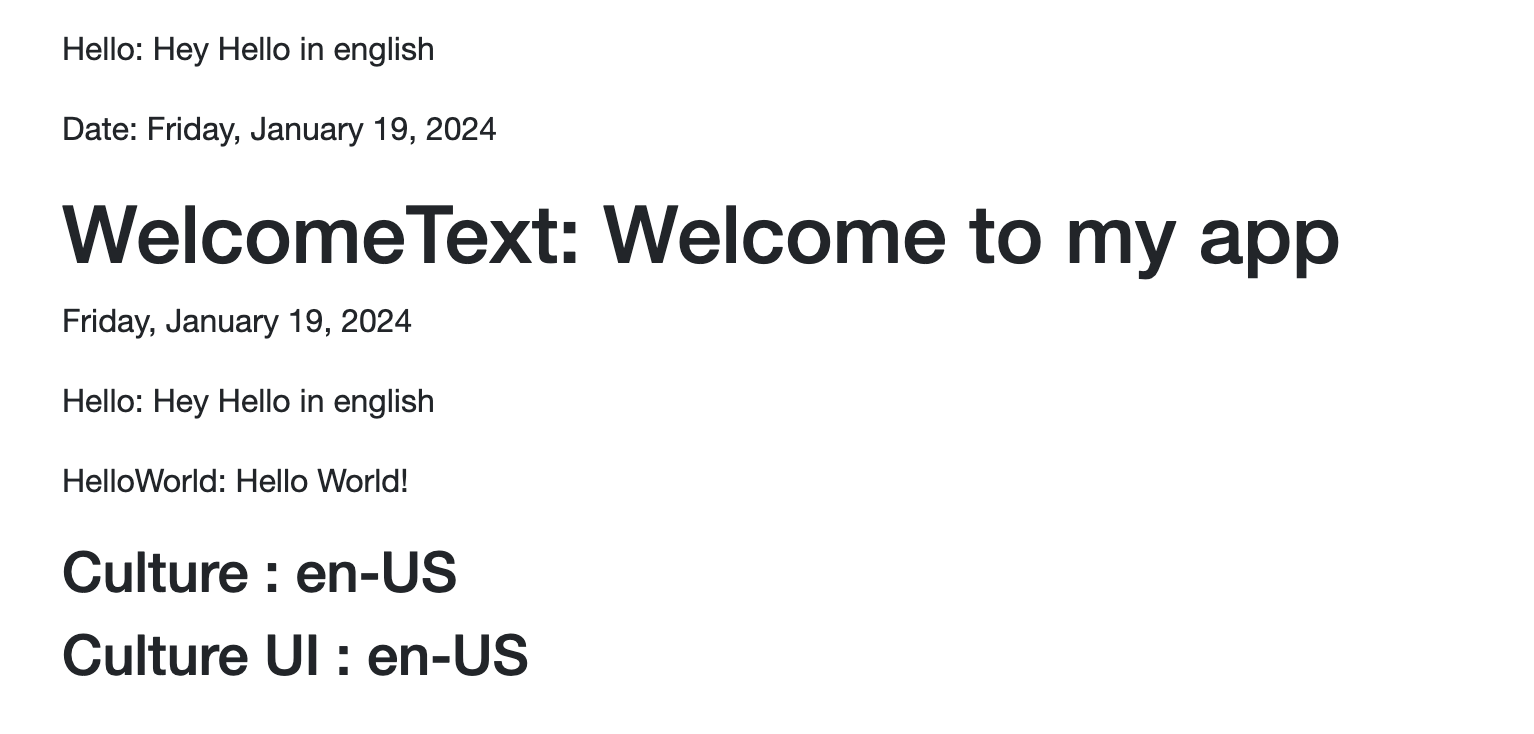 Hello: Hey Hello in english
Date: Friday, January 19, 2024
WelcomeText: Welcome to my app
Friday, January 19, 2024
Hello: Hey Hello in english
HelloWorld: Hello World!
Culture : en-US
Culture UI : en-US